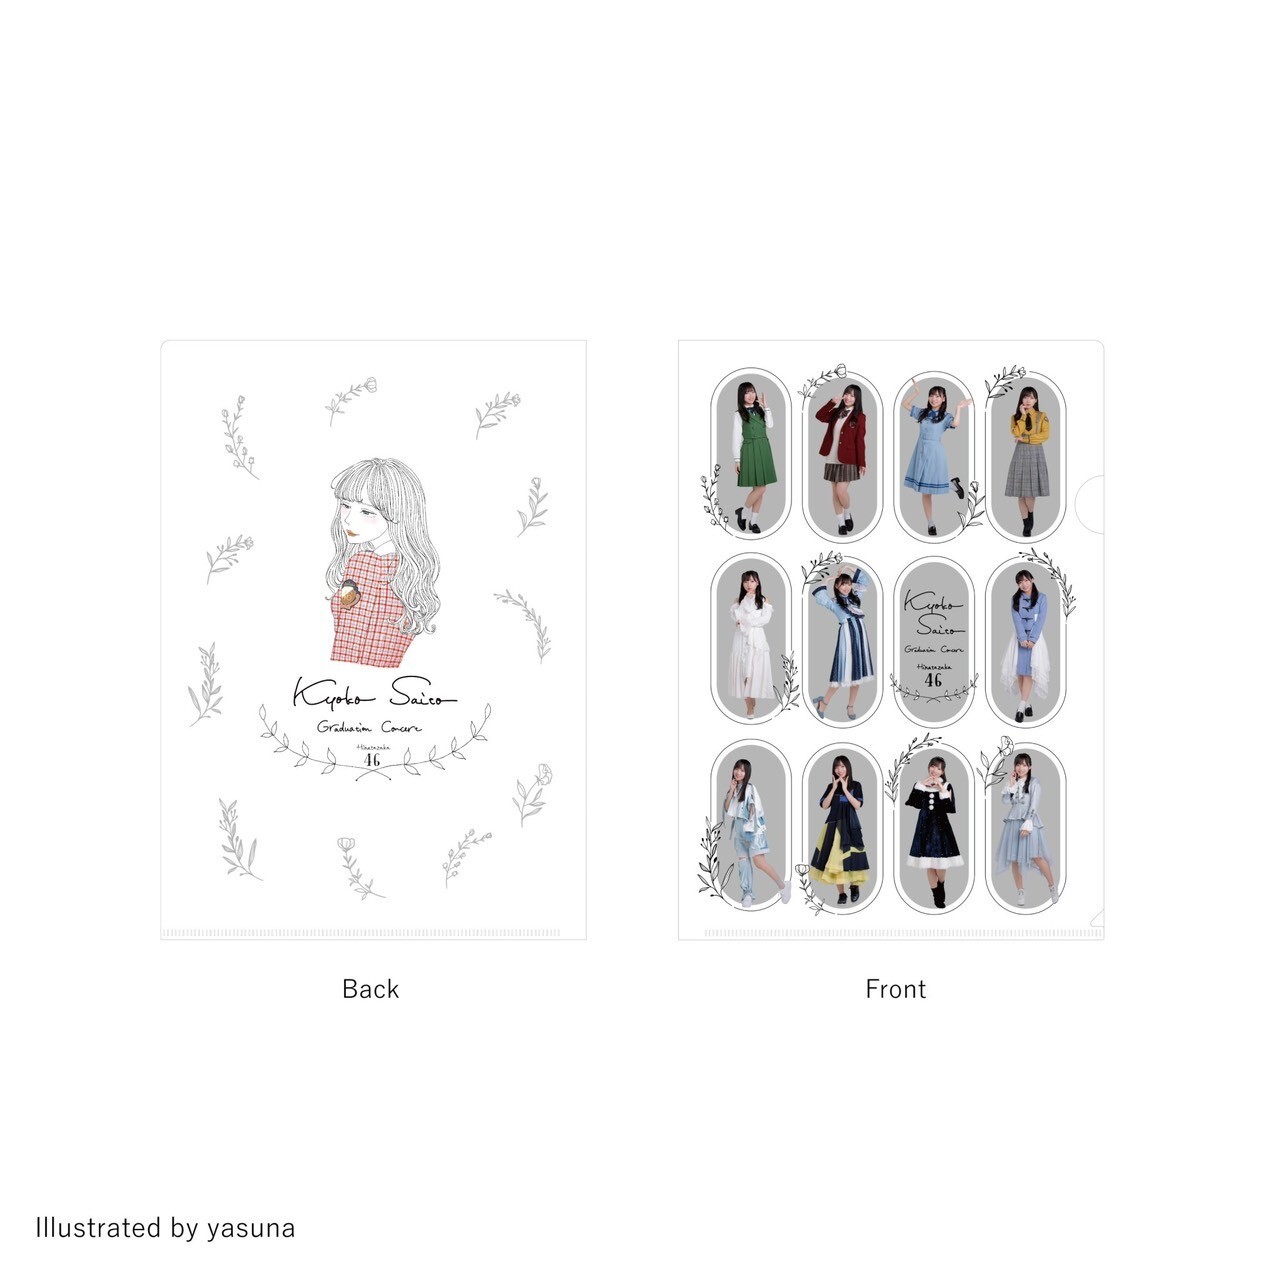 Kyoko Saito
Graduation Concert
Hinatazaka
46
Kyoko
Saito
Graduation Concert
Hinatazaka
46
Back
Front
Illustrated by yasuna